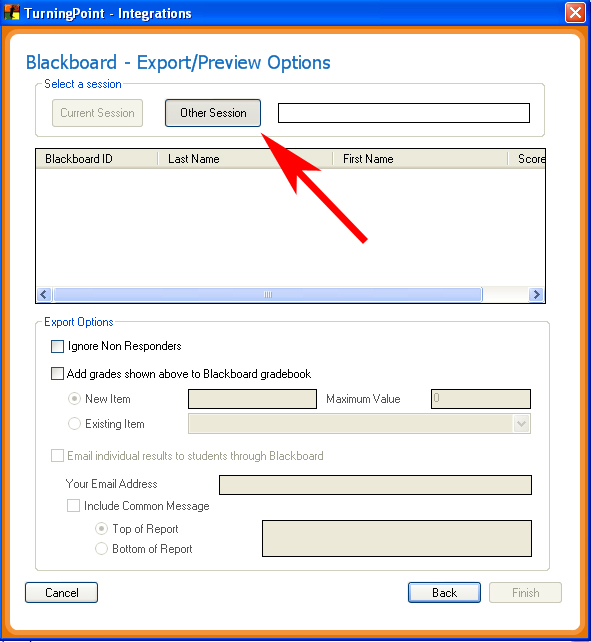 TurningPoint - Integrations
Blackboard - Export/Preview Options
Select a session
Current Session Other Session
Blackboard ID Last Name First Name Score
Export Options
Ignore Non Responders
Add grades shown above to Blackboard gradebook
New Item Maximum Value 0
Existing Item
Email individual results to students through Blackboard
Your Email Address
Include Common Message
Top of Report
Bottom of Report
Cancel Back Finish